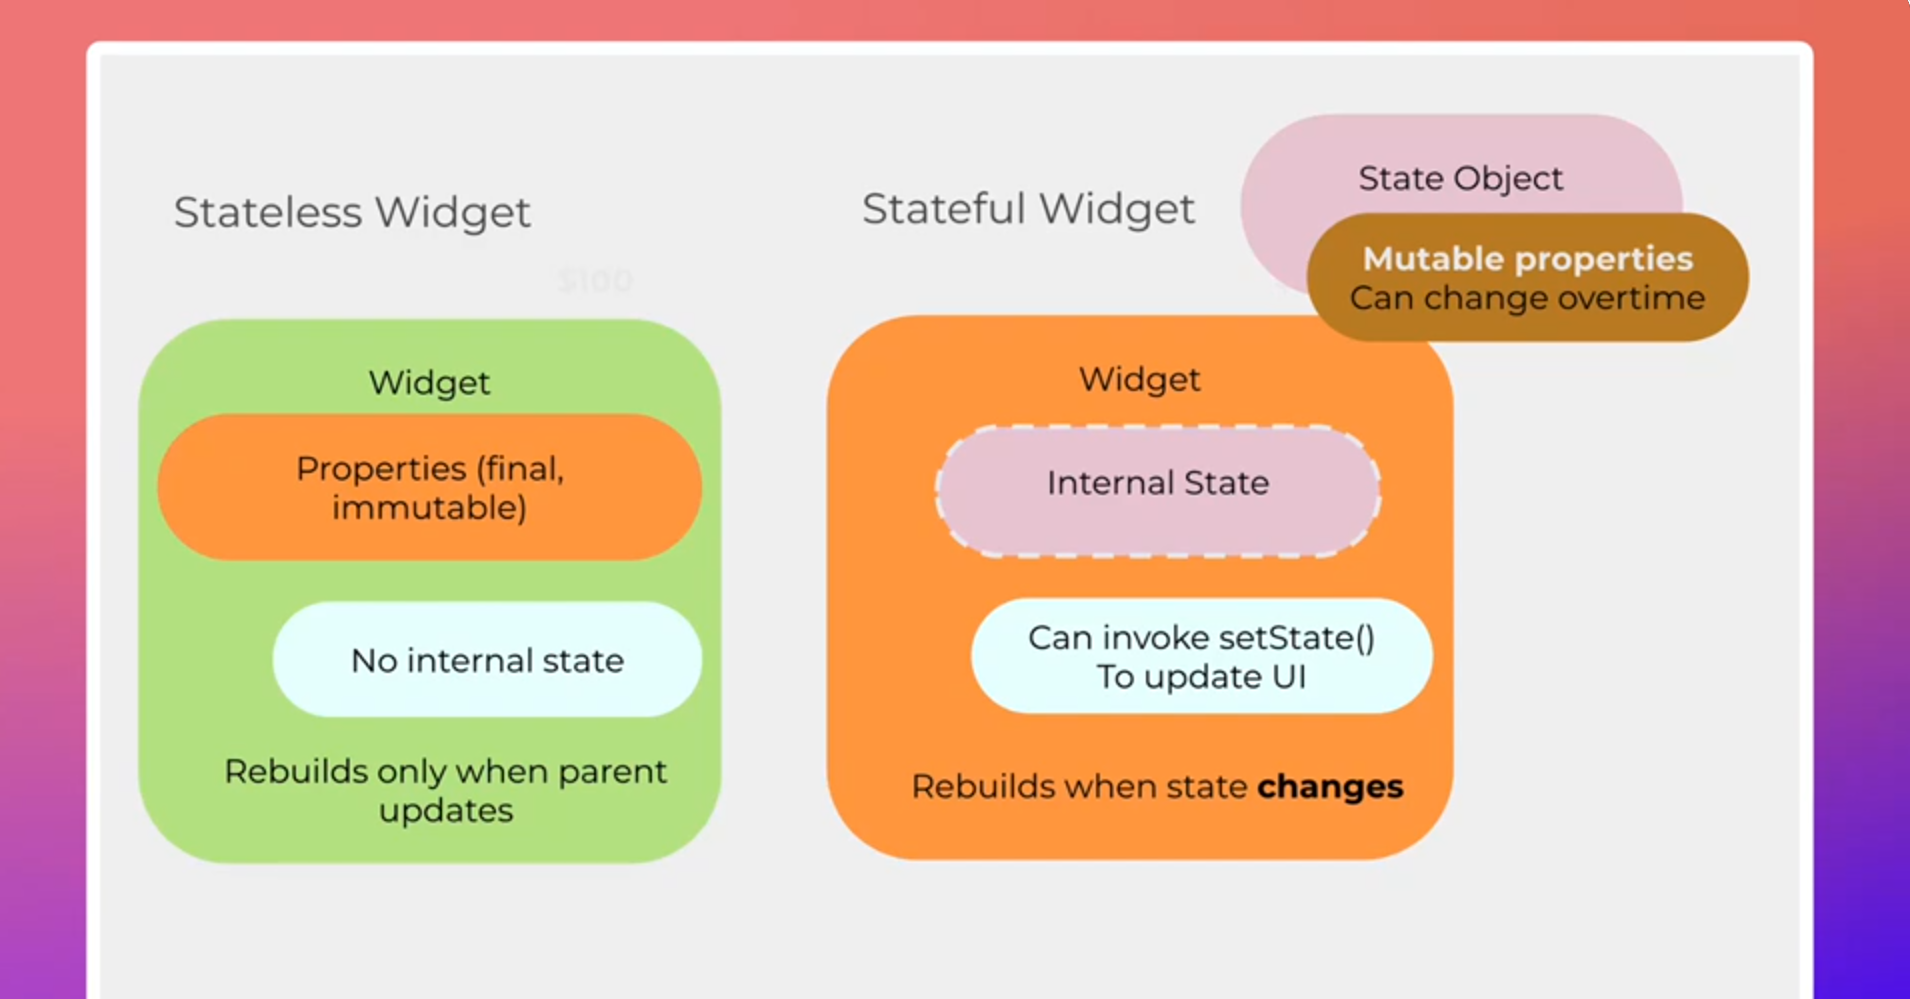 Stateless Widget
$100
Widget
Properties (final,
immutable)
No internal state
Rebuilds only when parent
updates
Stateful Widget
State Object
Mutable properties
Can change overtime
Widget
Internal State
Can invoke setState()
To update UI
Rebuilds when state changes